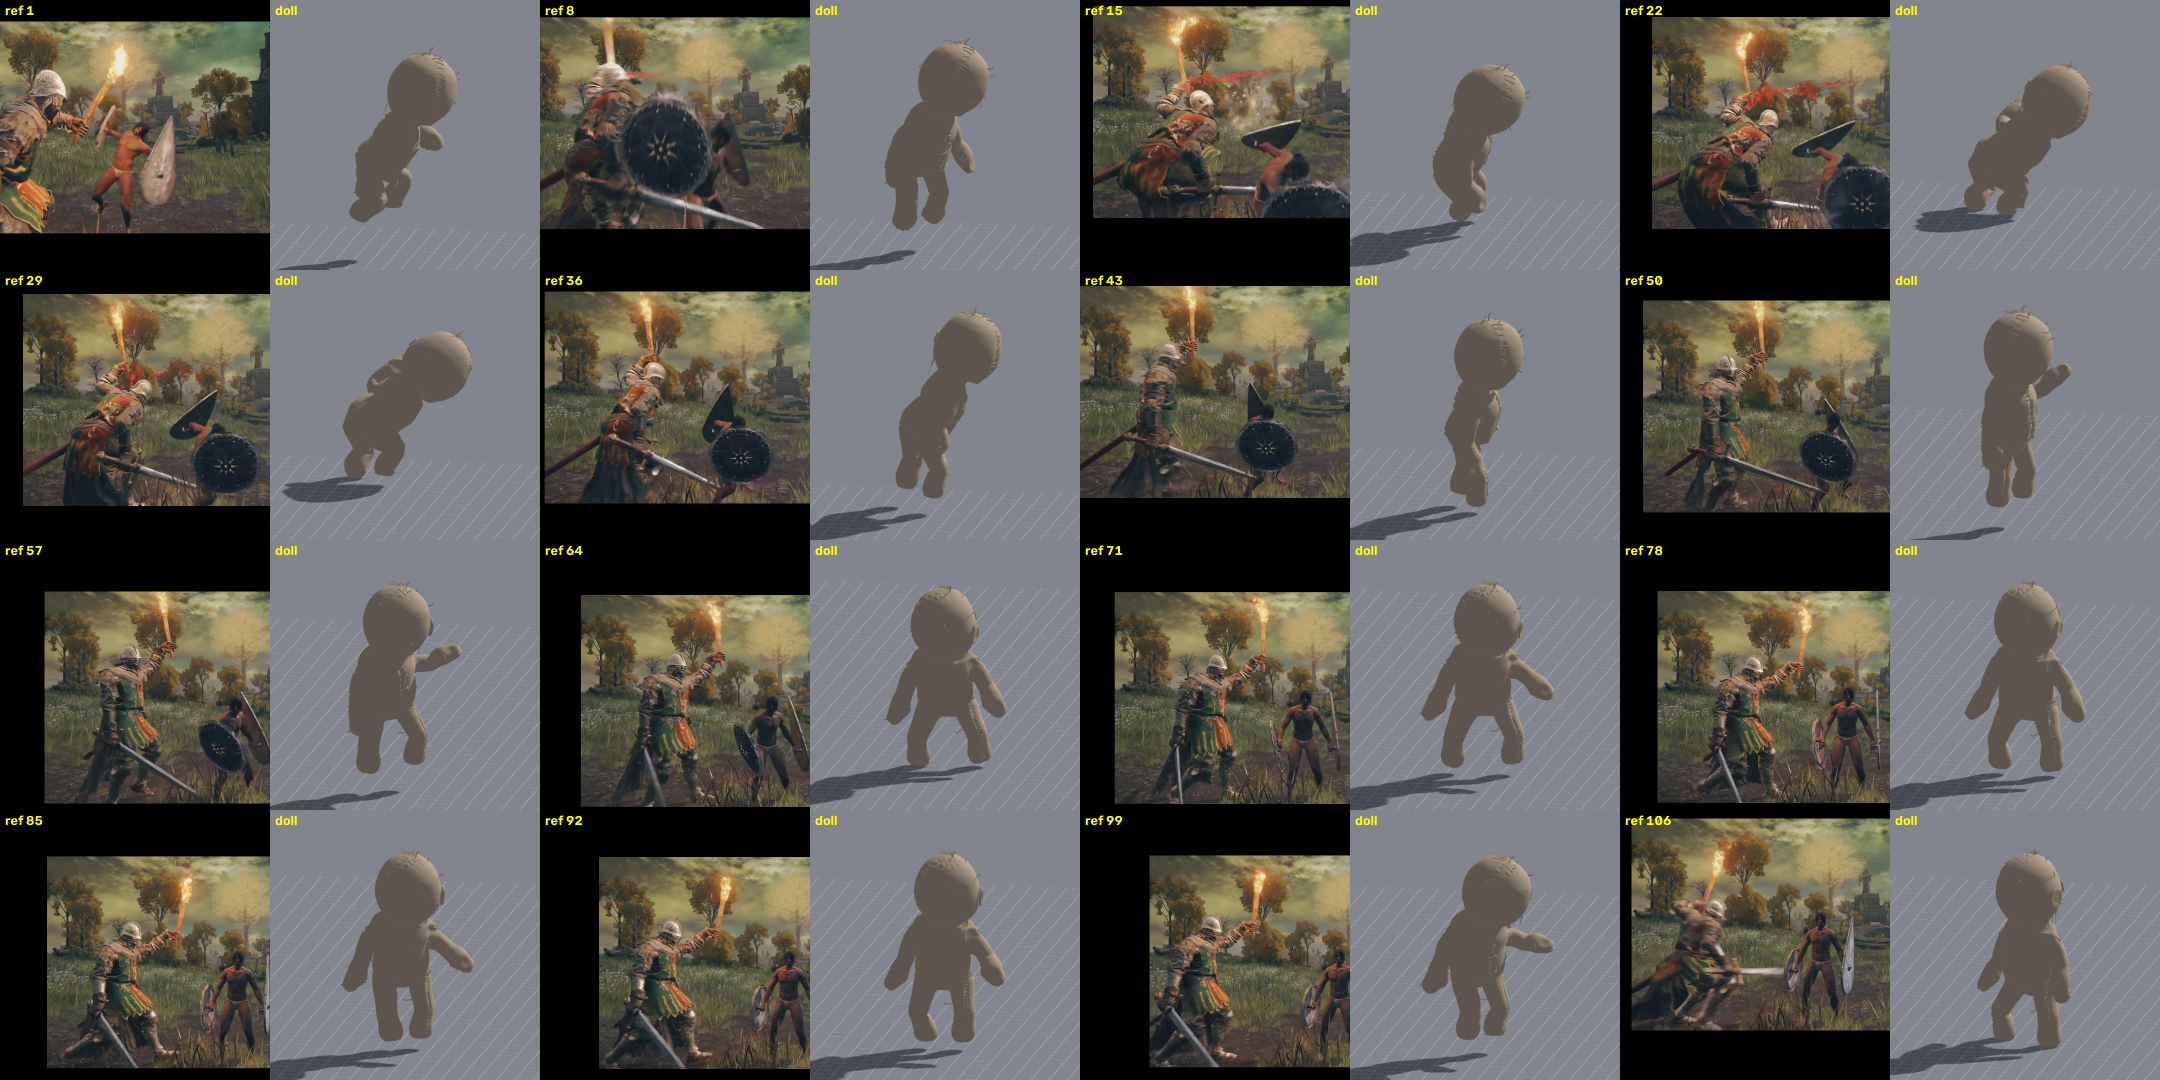 ref 1 doll ref 8 doll ref 15 doll ref 22 doll
ref 29 doll ref 36 doll ref 43 doll ref 50 doll
ref 57 doll ref 64 doll ref 71 doll ref 78 doll
ref 85 doll ref 92 doll ref 99 doll ref 106 doll